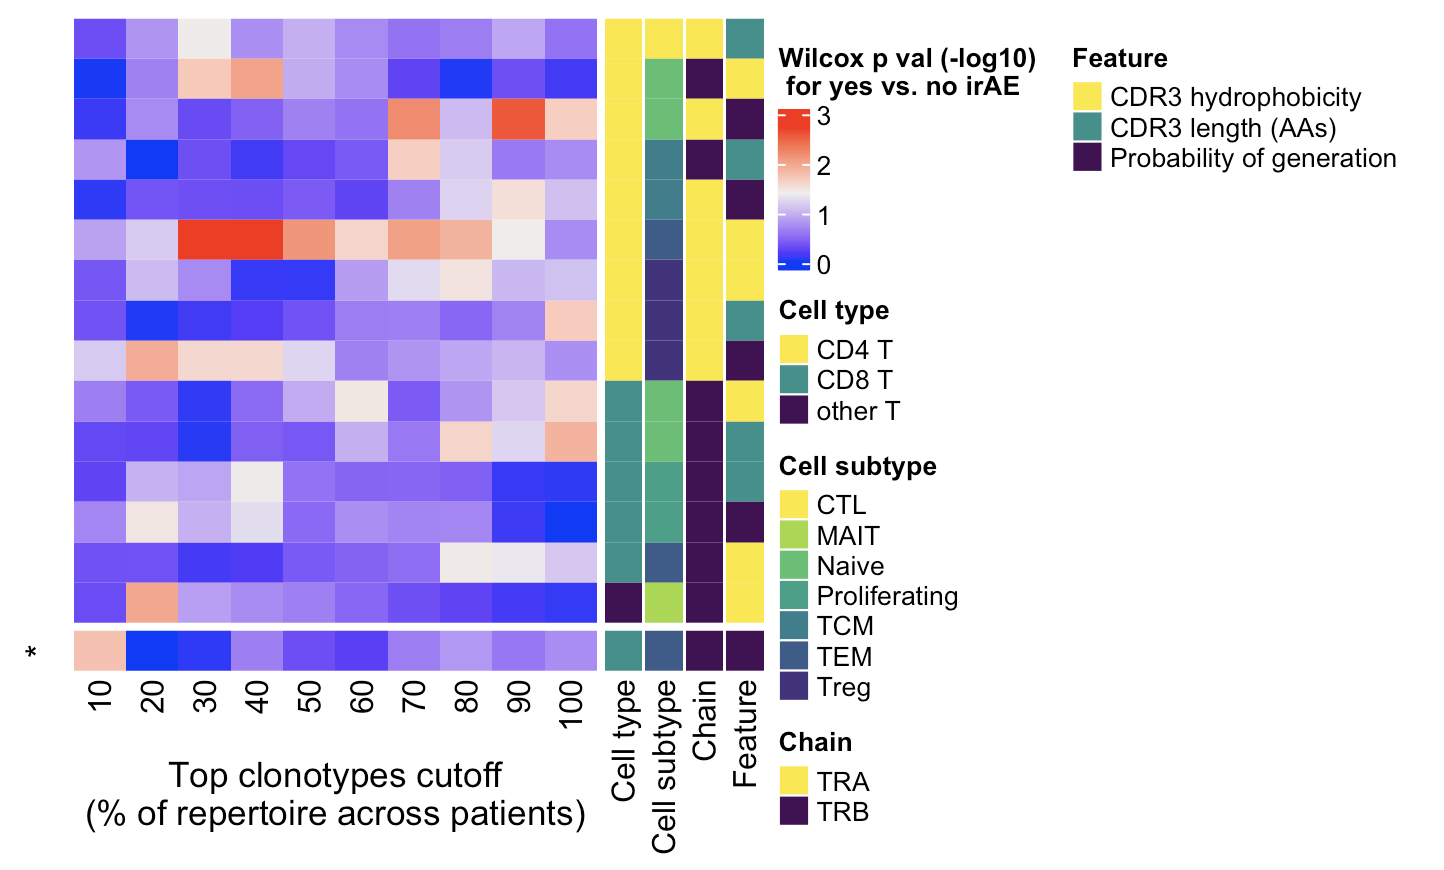 Wilcox p val (-log10)
for yes vs. no irAE
3
2
1
0
Feature
CDR3 hydrophobicity
CDR3 length (AAs)
Probability of generation
Cell type
CD4 T
CD8 T
other T
Cell subtype
CTL
MAIT
Naive
Proliferating
TCM
TEM
Treg
Chain
TRA
TRB
*
10
20
30
40
50
60
70
80
90
100
Cell type
Cell subtype
Chain
Feature
Top clonotypes cutoff
(% of repertoire across patients)